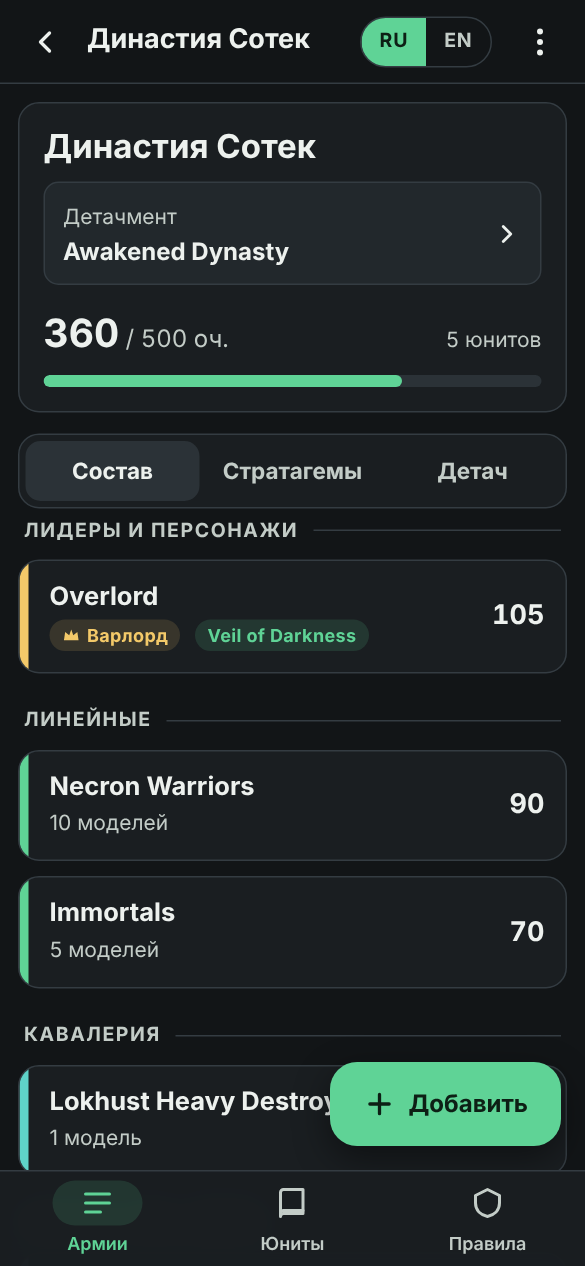 Династия Сотек
RU EN
Династия Сотек
Детачмент
Awakened Dynasty
360 / 500 оч.
5 юнитов
Состав Стратагемы Детач
ЛИДЕРЫ И ПЕРСОНАЖИ
Overlord
105
Варлорд Veil of Darkness
ЛИНЕЙНЫЕ
Necron Warriors
90
10 моделей
Immortals
70
5 моделей
КАВАЛЕРИЯ
Lokhust Heavy Destroy
1 модель
+ Добавить
Армии Юниты Правила